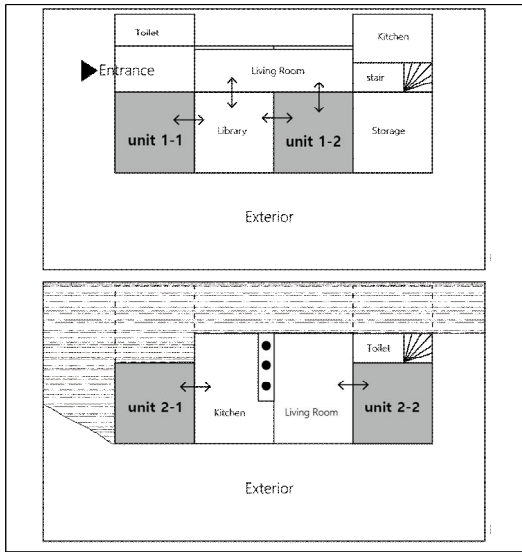 Toilet
Kitchen
Entrance
Living Room
stair
unit 1-1
Library
unit 1-2
Storage
Exterior
Toilet
unit 2-1
Kitchen
Living Room
unit 2-2
Exterior